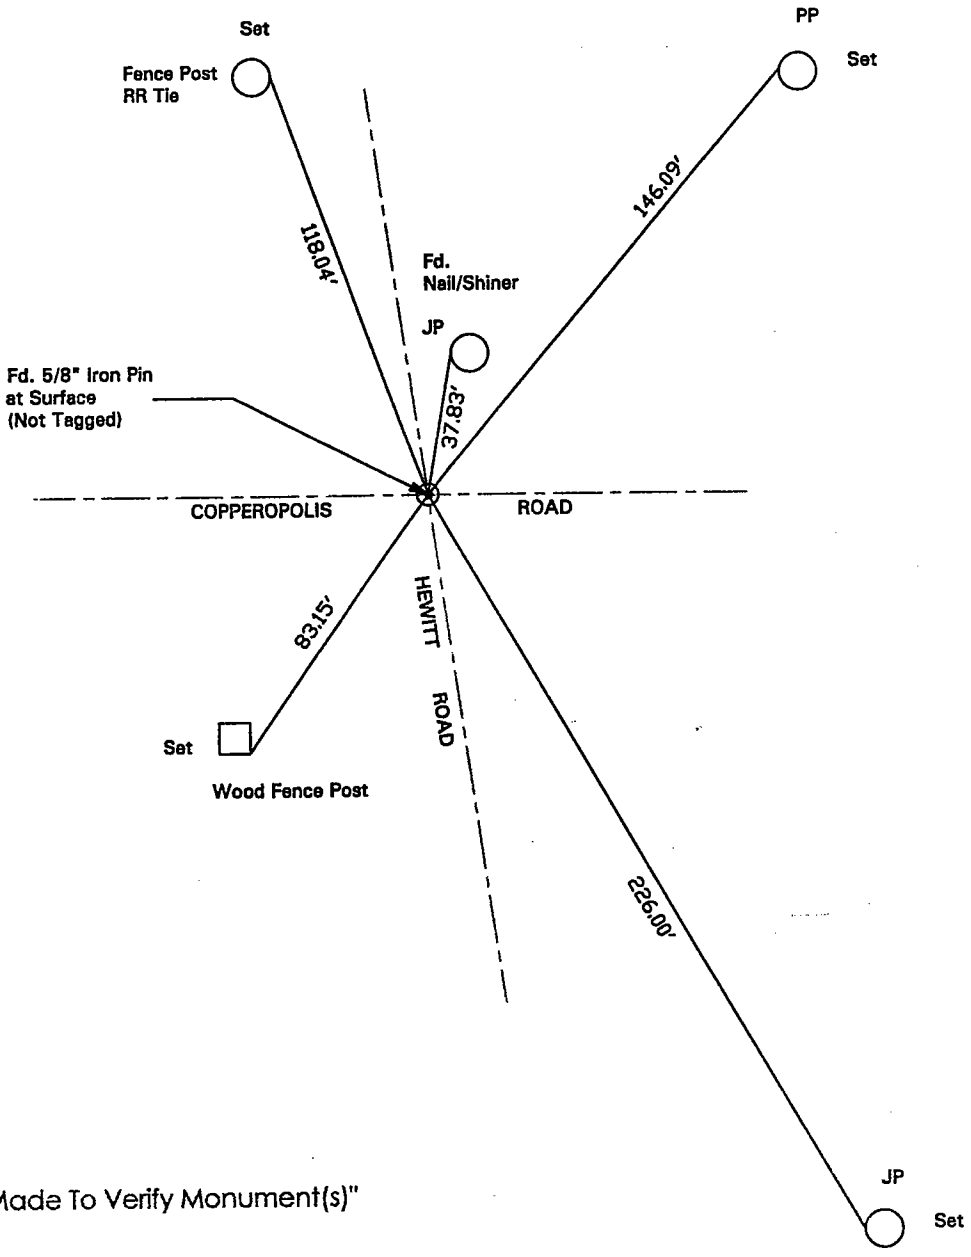 Set
PP
Set
Fence Post
RR Tie
146.09'
118.04'
Fd.
Nail/Shiner
JP
37.83'
Fd. 5/8" Iron Pin
at Surface
(Not Tagged)
COPPEROPOLIS ROAD
HEWITT ROAD
83.15'
Set
Wood Fence Post
226.00'
Made To Verify Monument(s)"
JP
Set